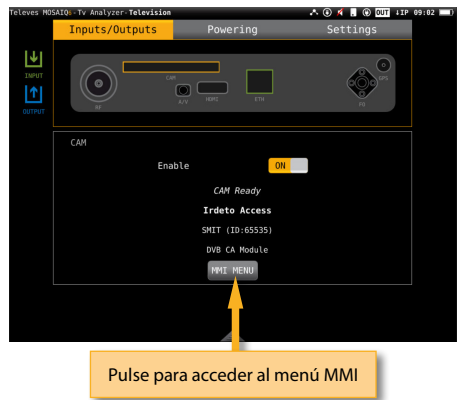 Televes MOSAIQ6-Tv Analyzer-Television OUT IP 09:02
Inputs/Outputs Powering Settings
INPUT
OUTPUT
CAM
RF
A/V
HDMI
ETH
FO
GPS
CAM
Enable ON
CAM Ready
Irdeto Access
SMIT (ID:65535)
DVB CA Module
MMI MENU
Pulse para acceder al menú MMI